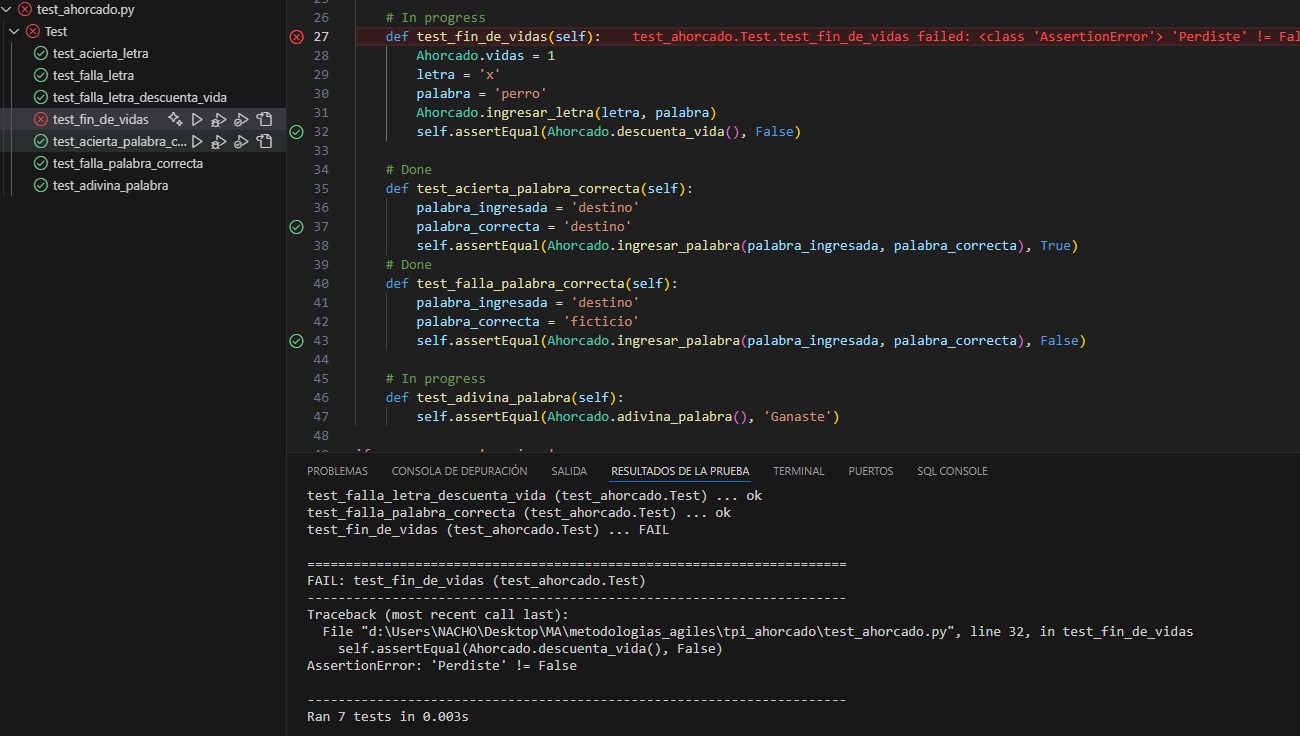 test_ahorcado.py
Test
test_acierta_letra
test_falla_letra
test_falla_letra_descuenta_vida
test_fin_de_vidas
test_acierta_palabra_c...
test_falla_palabra_correcta
test_adivina_palabra
26 # In progress
27 def test_fin_de_vidas(self): test_ahorcado.Test.test_fin_de_vidas failed: <class 'AssertionError'> 'Perdiste' != Fal
28 Ahorcado.vidas = 1
29 letra = 'x'
30 palabra = 'perro'
31 Ahorcado.ingresar_letra(letra, palabra)
32 self.assertEqual(Ahorcado.descuenta_vida(), False)
33
34 # Done
35 def test_acierta_palabra_correcta(self):
36 palabra_ingresada = 'destino'
37 palabra_correcta = 'destino'
38 self.assertEqual(Ahorcado.ingresar_palabra(palabra_ingresada, palabra_correcta), True)
39 # Done
40 def test_falla_palabra_correcta(self):
41 palabra_ingresada = 'destino'
42 palabra_correcta = 'ficticio'
43 self.assertEqual(Ahorcado.ingresar_palabra(palabra_ingresada, palabra_correcta), False)
44
45 # In progress
46 def test_adivina_palabra(self):
47 self.assertEqual(Ahorcado.adivina_palabra(), 'Ganaste')
48
PROBLEMAS CONSOLA DE DEPURACIÓN SALIDA RESULTADOS DE LA PRUEBA TERMINAL PUERTOS SQL CONSOLE
test_falla_letra_descuenta_vida (test_ahorcado.Test) ... ok
test_falla_palabra_correcta (test_ahorcado.Test) ... ok
test_fin_de_vidas (test_ahorcado.Test) ... FAIL
======================================================================
FAIL: test_fin_de_vidas (test_ahorcado.Test)
----------------------------------------------------------------------
Traceback (most recent call last):
File "d:\Users\NACHO\Desktop\MA\metodologias_agiles\tpi_ahorcado\test_ahorcado.py", line 32, in test_fin_de_vidas
self.assertEqual(Ahorcado.descuenta_vida(), False)
AssertionError: 'Perdiste' != False
----------------------------------------------------------------------
Ran 7 tests in 0.003s